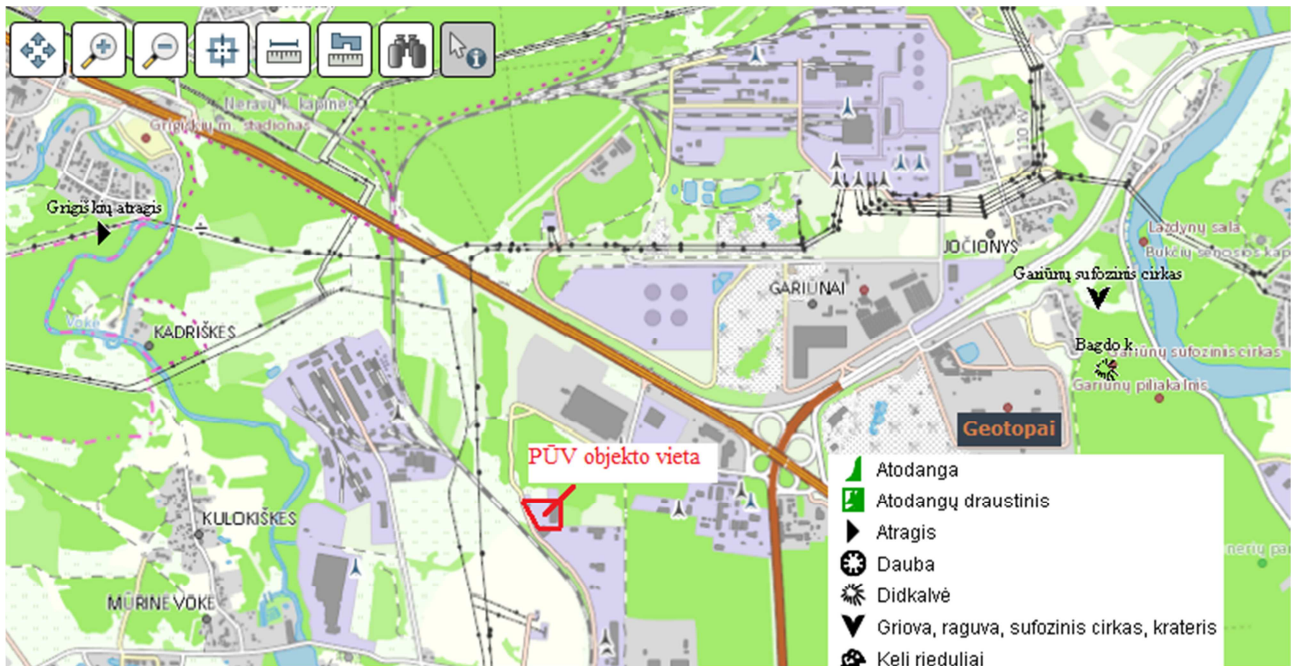 Neravų k. kapinės
Grigiškių m. stadionas
Grigiškių atragis
Vokė
KADRIŠKĖS
KULOKIŠKĖS
MŪRINĖ VOKĖ
PŪV objekto vieta
GARIŪNAI
JOČIONYS
Lazdynų sala
Bukčių senosios kap
Gariūnų sufozinis cirkas
Bagdo k.
Gariūnų sufozinis cirkas
Gariūnų piliakalnis
Geotopai
Atodanga
Atodangų draustinis
Atragis
Dauba
Didkalvė
Griova, raguva, sufozinis cirkas, krateris
Keli rieduliai
nerių pa